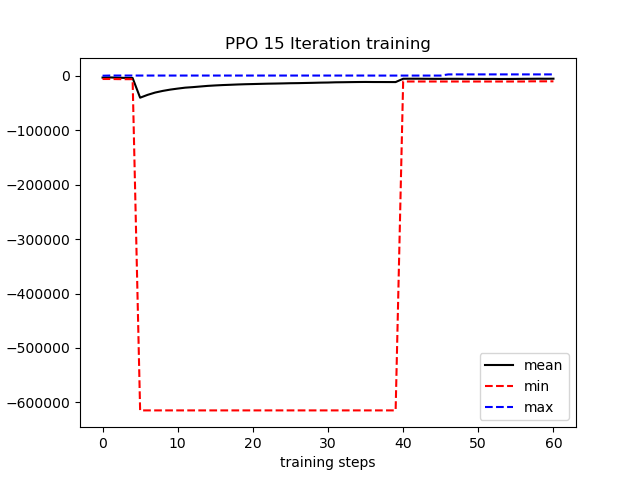 PPO 15 Iteration training
0
−100000
−200000
−300000
−400000
−500000
−600000
mean
min
max
0 10 20 30 40 50 60
training steps